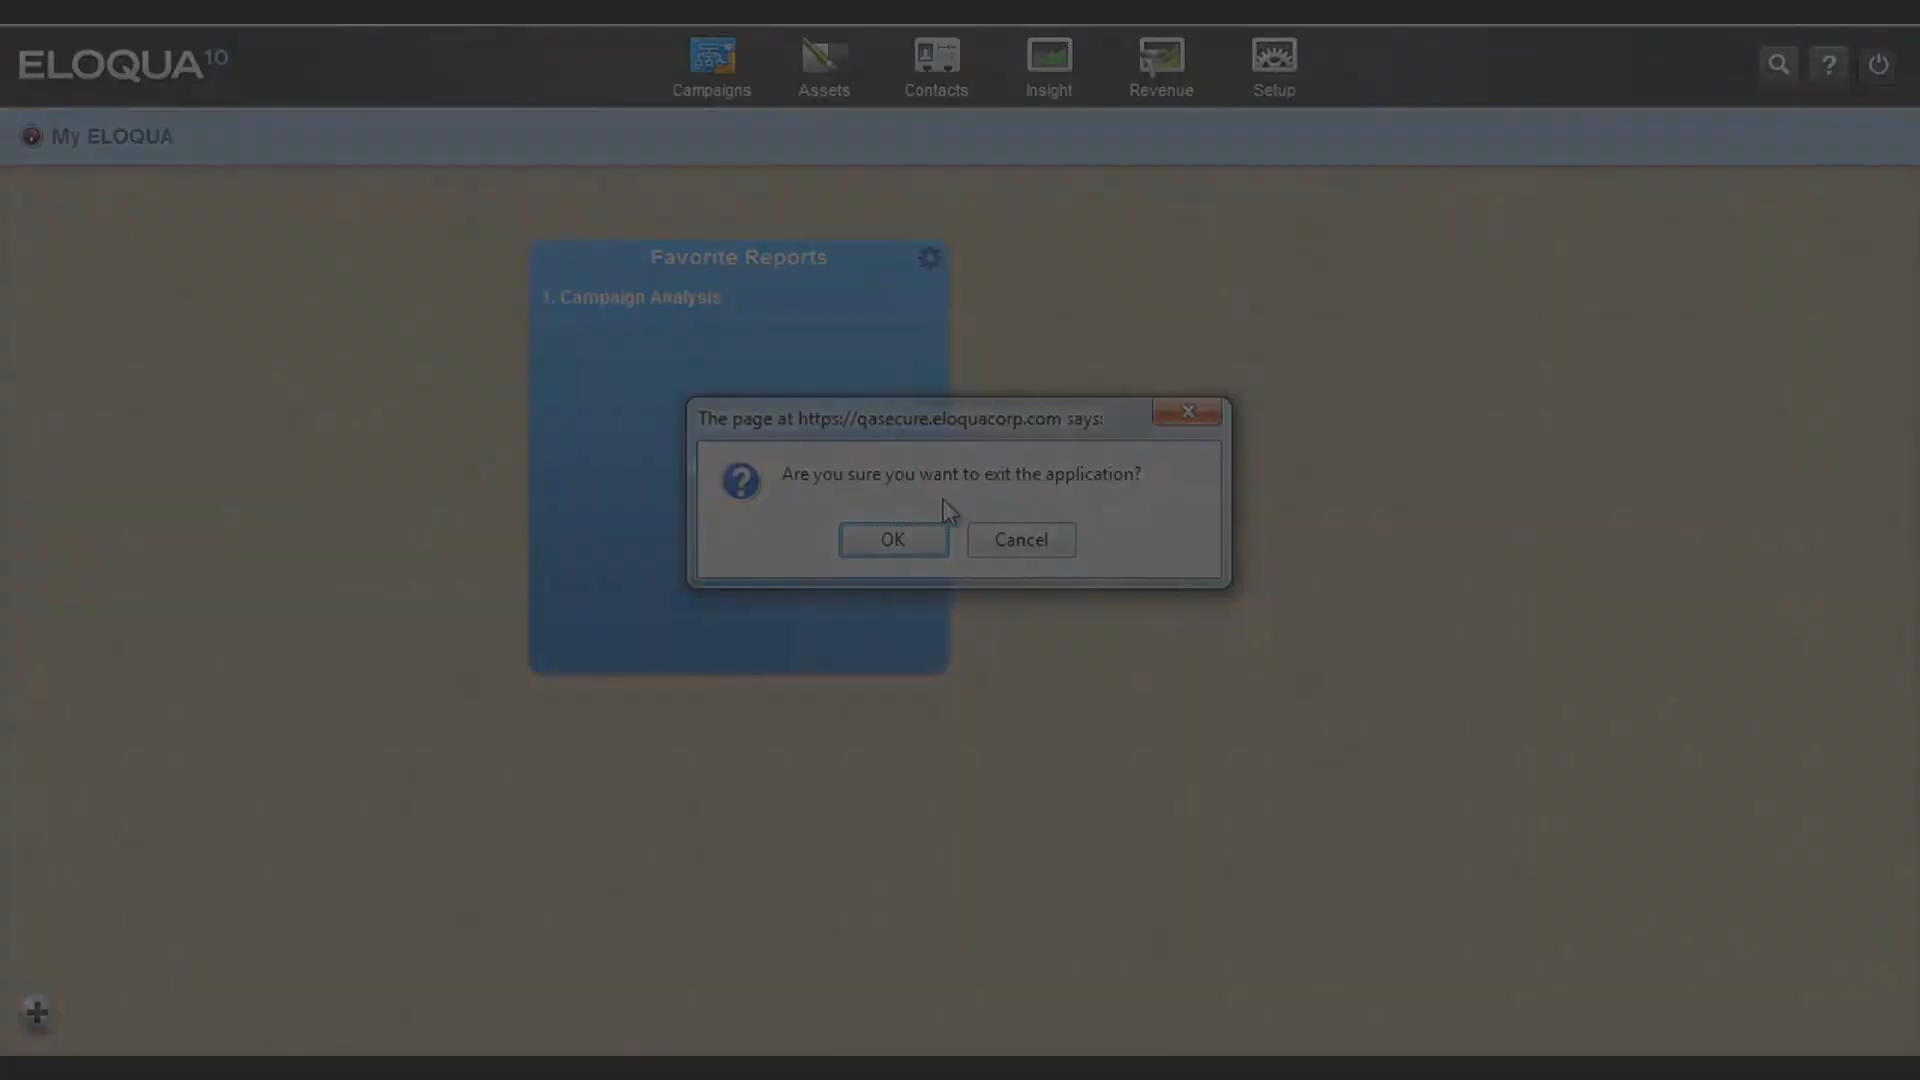 ELOQUA10
Campaigns
Assets
Contacts
Insight
Revenue
Setup
?
My ELOQUA
Favorite Reports
1. Campaign Analysis
The page at https://qasecure.eloquacorp.com says:
Are you sure you want to exit the application?
OK
Cancel